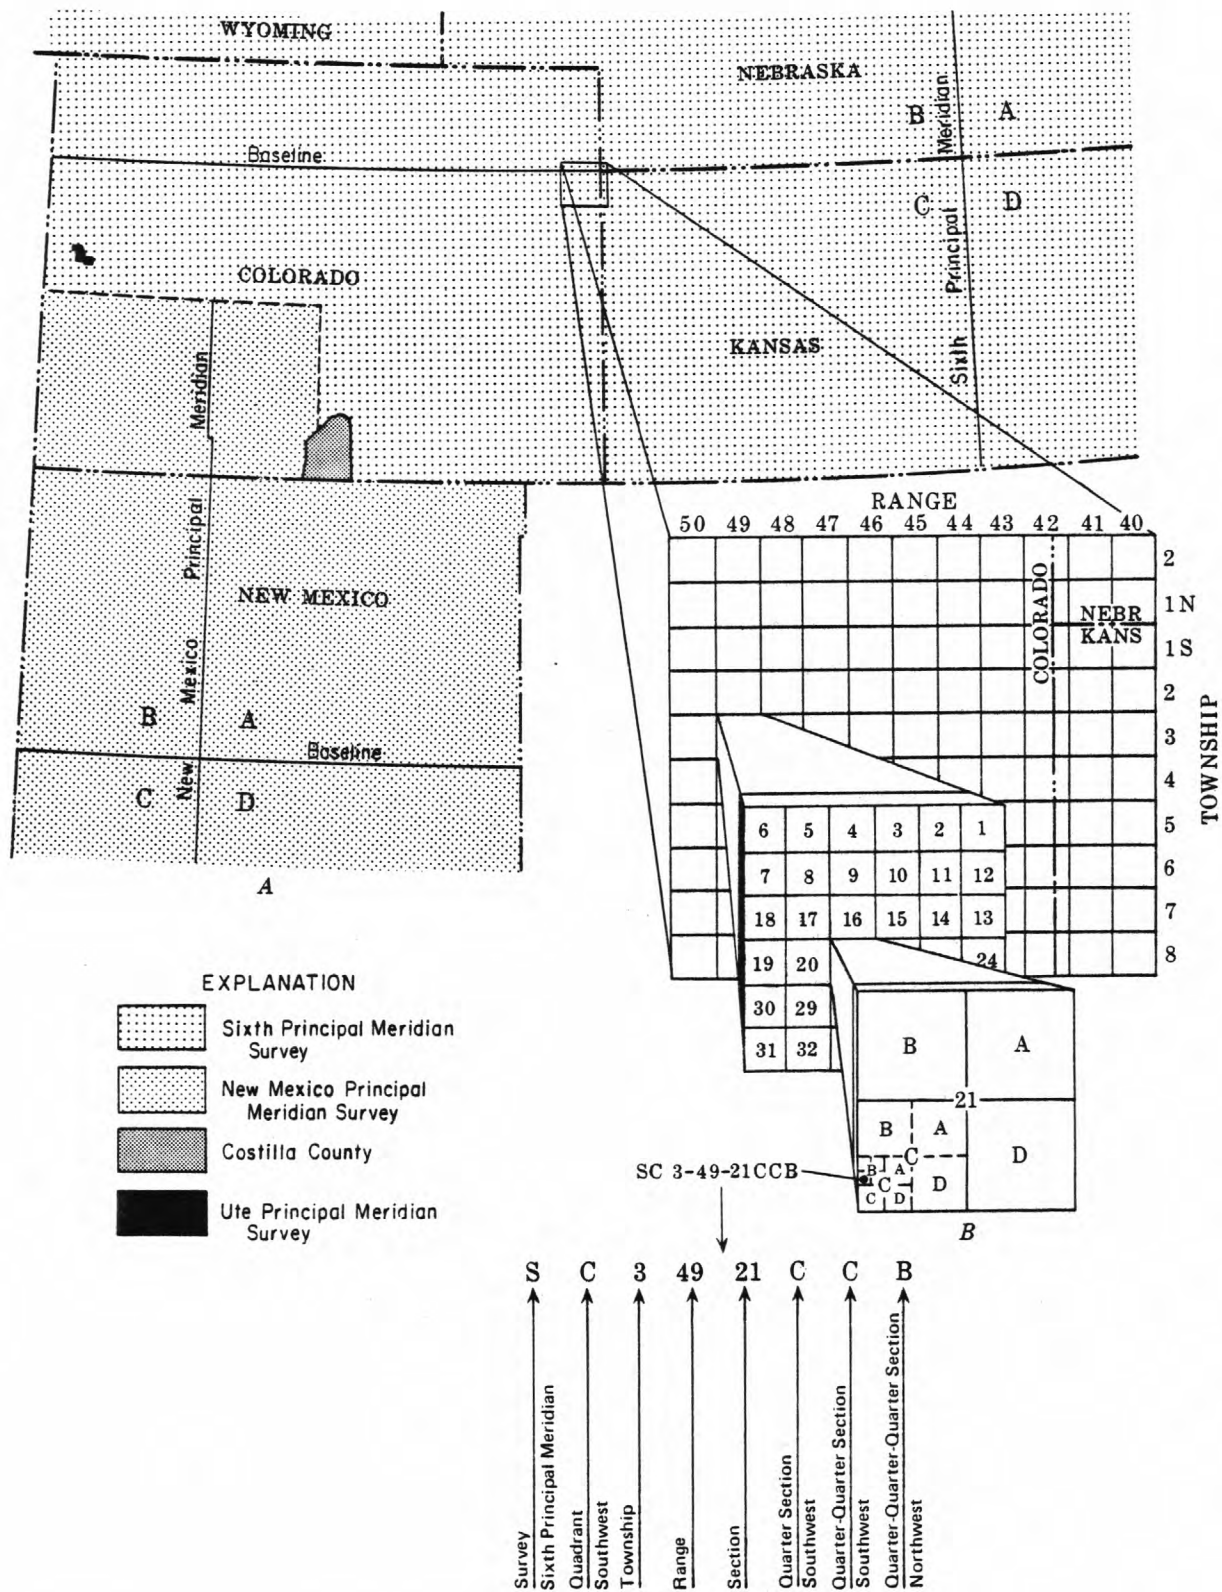 WYOMING
NEBRASKA
B
Meridian
A
Baseline
C
D
Principal
COLORADO
KANSAS
Sixth
Meridian
RANGE
50 49 48 47 46 45 44 43 42 41 40
Principal
2
COLORADO
NEW MEXICO
1N
NEBR
KANS
1S
Mexico
2
B
A
3
Baseline
TOWNSHIP
4
New
C
D
5
6 5 4 3 2 1
A
6
7 8 9 10 11 12
7
18 17 16 15 14 13
8
19 20
24
EXPLANATION
30 29
Sixth Principal Meridian
Survey
31 32
B
A
New Mexico Principal
Meridian Survey
21
B
A
Costilla County
C
D
SC 3-49-21CCB
B
A
C
D
C
D
Ute Principal Meridian
Survey
B
S C 3 49 21 C C B
Survey
Sixth Principal Meridian
Quadrant
Southwest
Township
Range
Section
Quarter Section
Southwest
Quarter-Quarter Section
Southwest
Quarter-Quarter-Quarter Section
Northwest